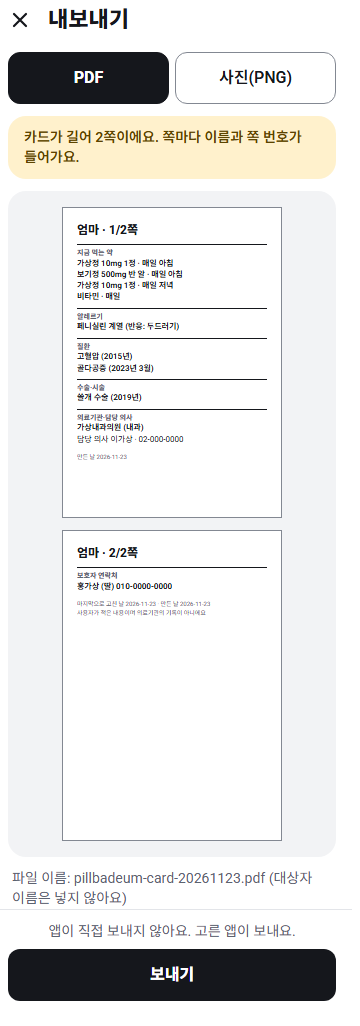 내보내기
PDF
사진(PNG)
카드가 길어 2쪽이에요. 쪽마다 이름과 쪽 번호가
들어가요.
엄마 · 1/2쪽
지금 먹는 약
가상정 10mg 1정 · 매일 아침
보기정 500mg 반 알 · 매일 아침
가상정 10mg 1정 · 매일 저녁
비타민 · 매일
알레르기
페니실린 계열 (반응: 두드러기)
질환
고혈압 (2015년)
골다공증 (2023년 3월)
수술·시술
쓸개 수술 (2019년)
의료기관·담당 의사
가상내과의원 (내과)
담당 의사 이가상 · 02-000-0000
만든 날 2026-11-23
엄마 · 2/2쪽
보호자 연락처
홍가상 (딸) 010-0000-0000
마지막으로 고친 날 2026-11-23 · 만든 날 2026-11-23
사용자가 적은 내용이며 의료기관의 기록이 아니에요
파일 이름: pillbadeum-card-20261123.pdf (대상자
이름은 넣지 않아요)
앱이 직접 보내지 않아요. 고른 앱이 보내요.
보내기